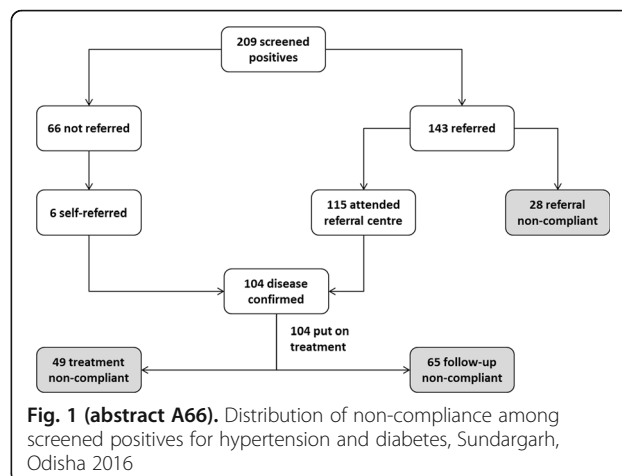 209 screened
positives
66 not referred
143 referred
6 self-referred
115 attended
referral centre
28 referral
non-compliant
104 disease
confirmed
104 put on
treatment
49 treatment
non-compliant
65 follow-up
non-compliant
Fig. 1 (abstract A66). Distribution of non-compliance among
screened positives for hypertension and diabetes, Sundargarh,
Odisha 2016